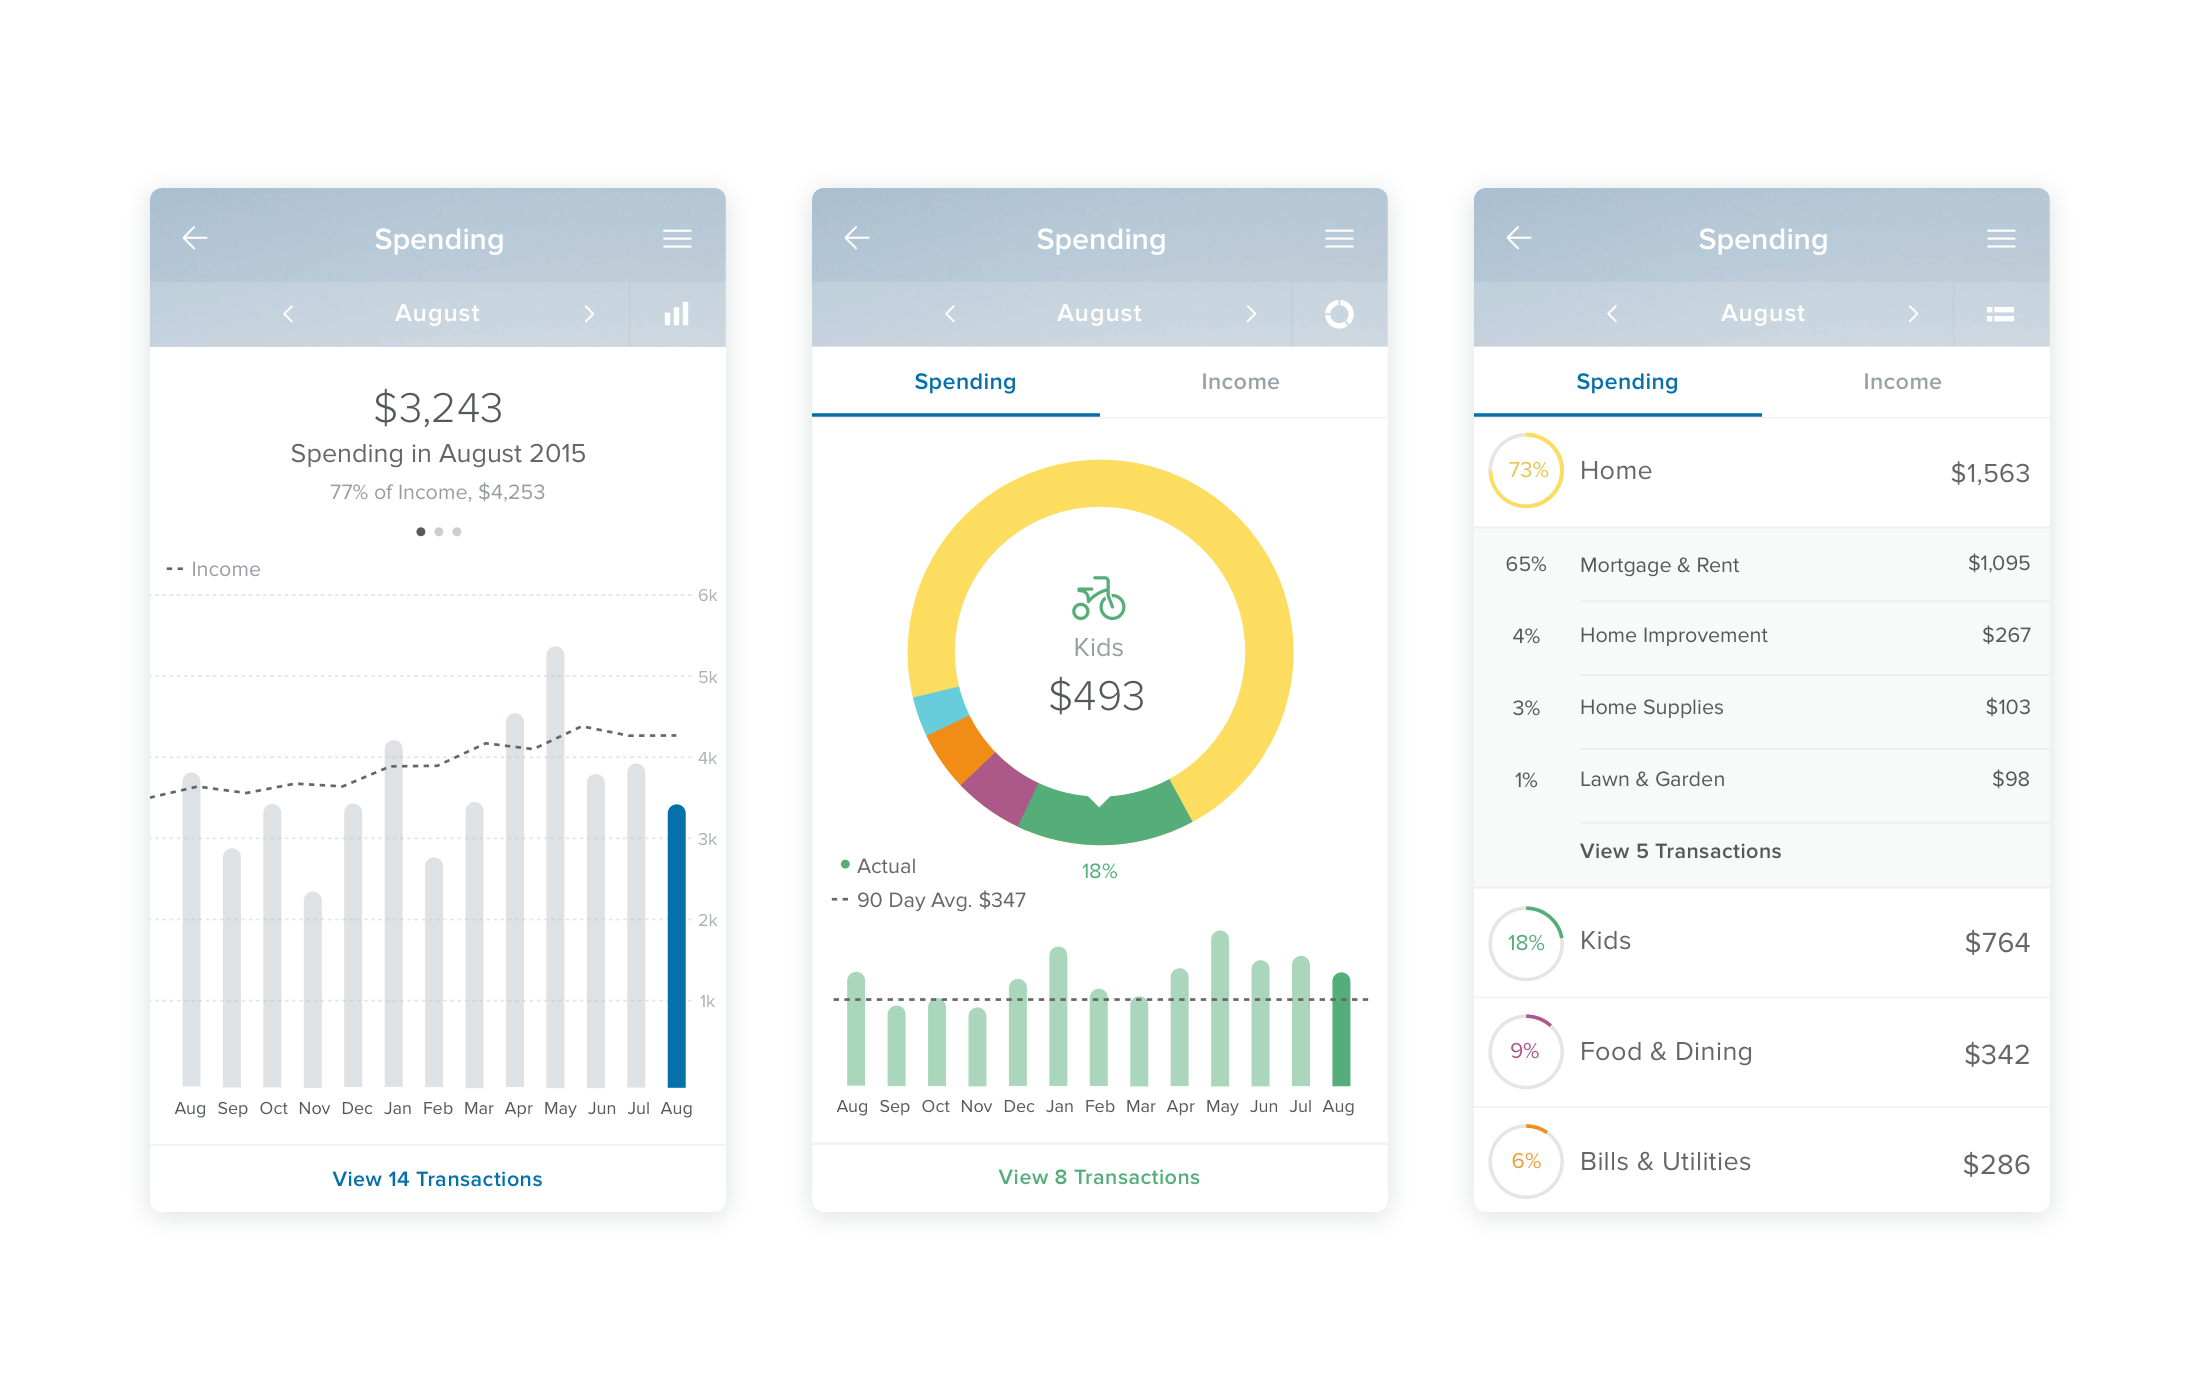 Spending
August
$3,243
Spending in August 2015
77% of Income, $4,253
Income
6k
5k
4k
3k
2k
1k
Aug Sep Oct Nov Dec Jan Feb Mar Apr May Jun Jul Aug
View 14 Transactions
Spending
August
Spending Income
Kids
$493
18%
Actual
90 Day Avg. $347
Aug Sep Oct Nov Dec Jan Feb Mar Apr May Jun Jul Aug
View 8 Transactions
Spending
August
Spending Income
73% Home $1,563
65% Mortgage & Rent $1,095
4% Home Improvement $267
3% Home Supplies $103
1% Lawn & Garden $98
View 5 Transactions
18% Kids $764
9% Food & Dining $342
6% Bills & Utilities $286